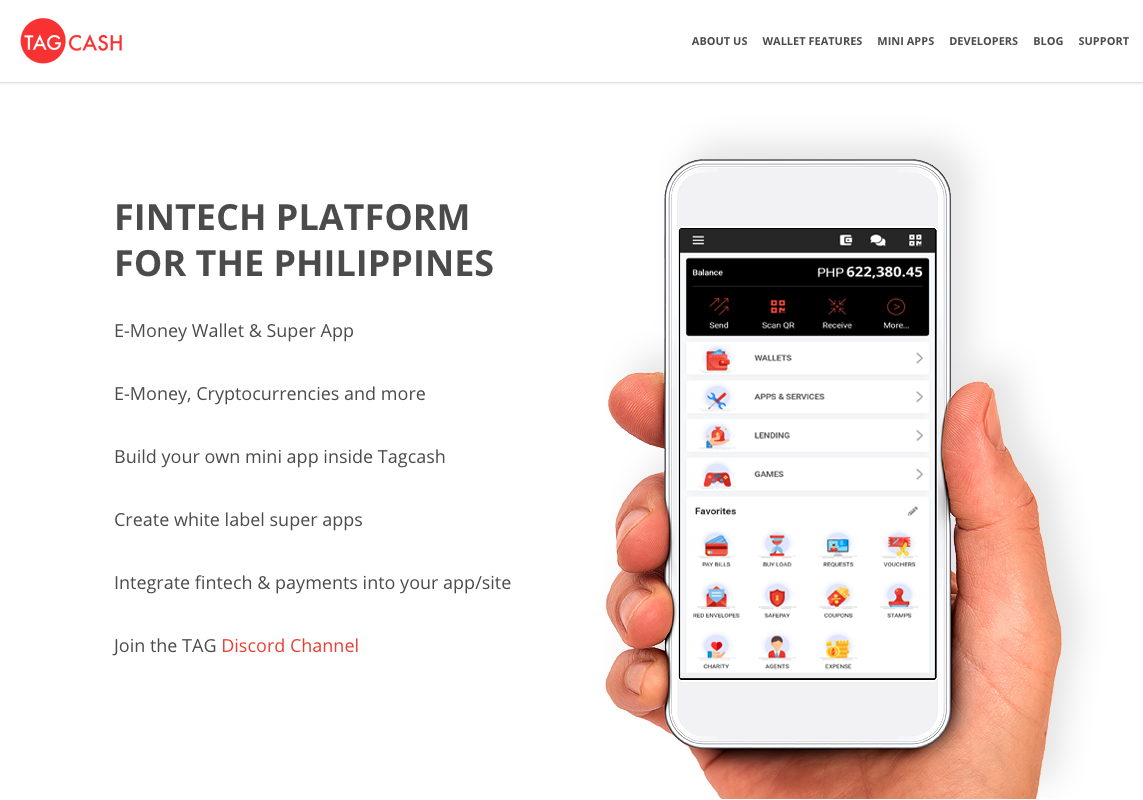 TAG CASH
ABOUT US WALLET FEATURES MINI APPS DEVELOPERS BLOG SUPPORT
FINTECH PLATFORM
FOR THE PHILIPPINES
E-Money Wallet & Super App
E-Money, Cryptocurrencies and more
Build your own mini app inside Tagcash
Create white label super apps
Integrate fintech & payments into your app/site
Join the TAG Discord Channel
Balance PHP 622,380.45
Send Scan QR Receive More...
WALLETS
APPS & SERVICES
LENDING
GAMES
Favorites
PAY BILLS BUY LOAD REQUESTS VOUCHERS
RED ENVELOPES SAFEPAY COUPONS STAMPS
CHARITY AGENTS EXPENSE